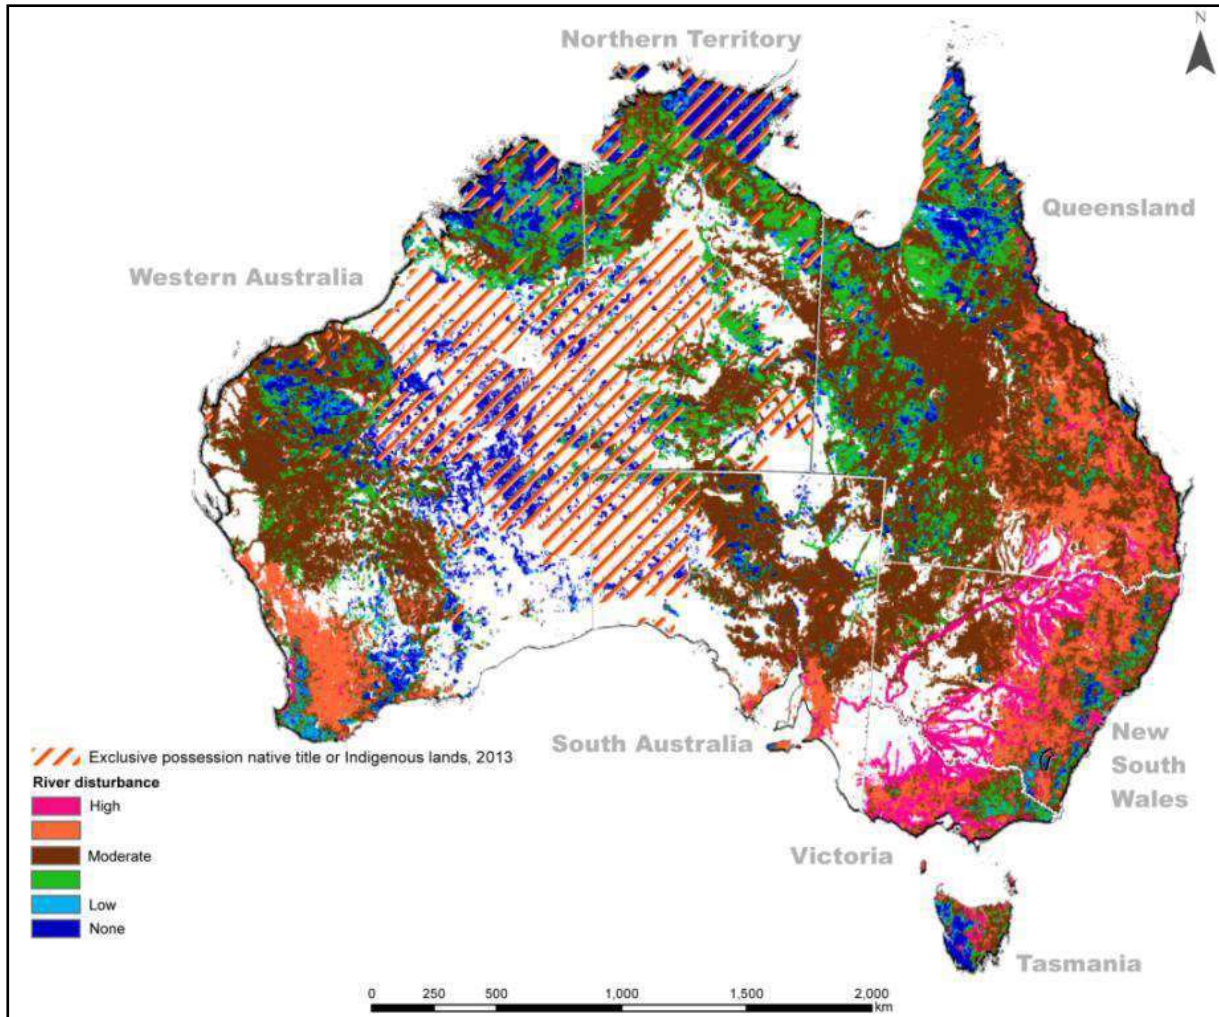 N
Northern Territory
Queensland
Western Australia
South Australia
New
South
Wales
Victoria
Tasmania
Exclusive possession native title or Indigenous lands, 2013
River disturbance
High
Moderate
Low
None
0 250 500 1,000 1,500 2,000
km